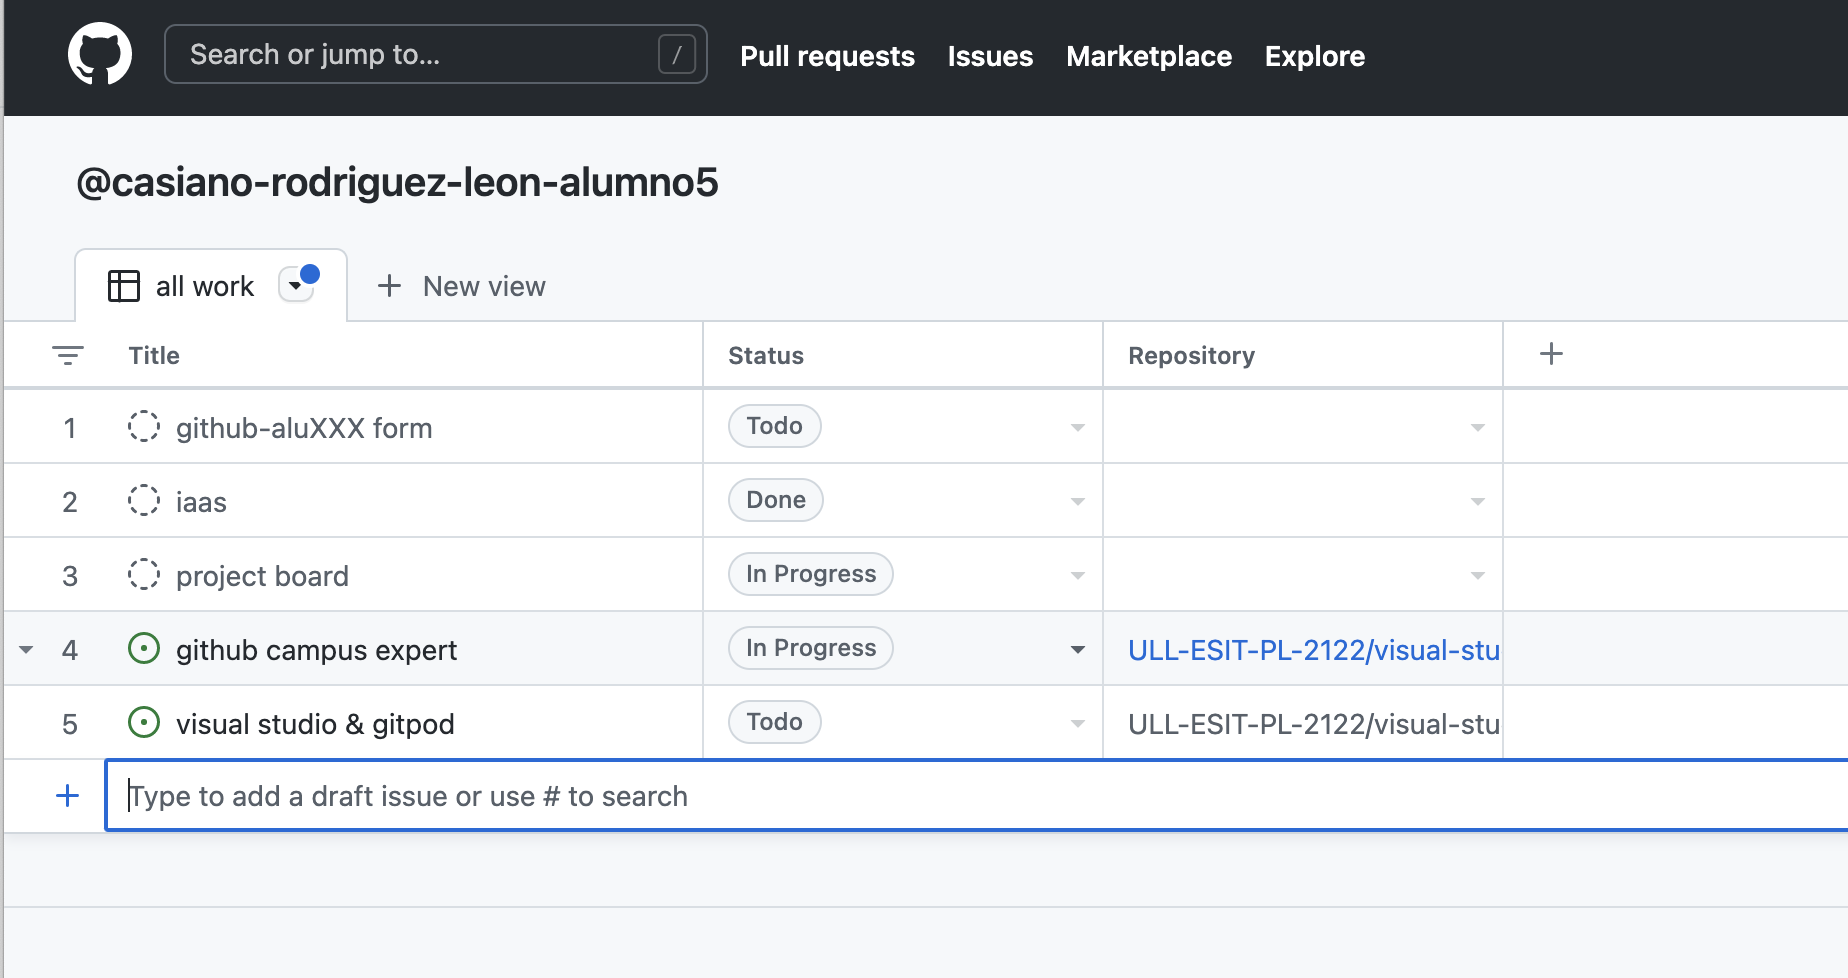 Search or jump to... /
Pull requests Issues Marketplace Explore
@casiano-rodriguez-leon-alumno5
all work + New view
Title Status Repository +
1 github-aluXXX form Todo
2 iaas Done
3 project board In Progress
4 github campus expert In Progress ULL-ESIT-PL-2122/visual-stu
5 visual studio & gitpod Todo ULL-ESIT-PL-2122/visual-stu
+ Type to add a draft issue or use # to search